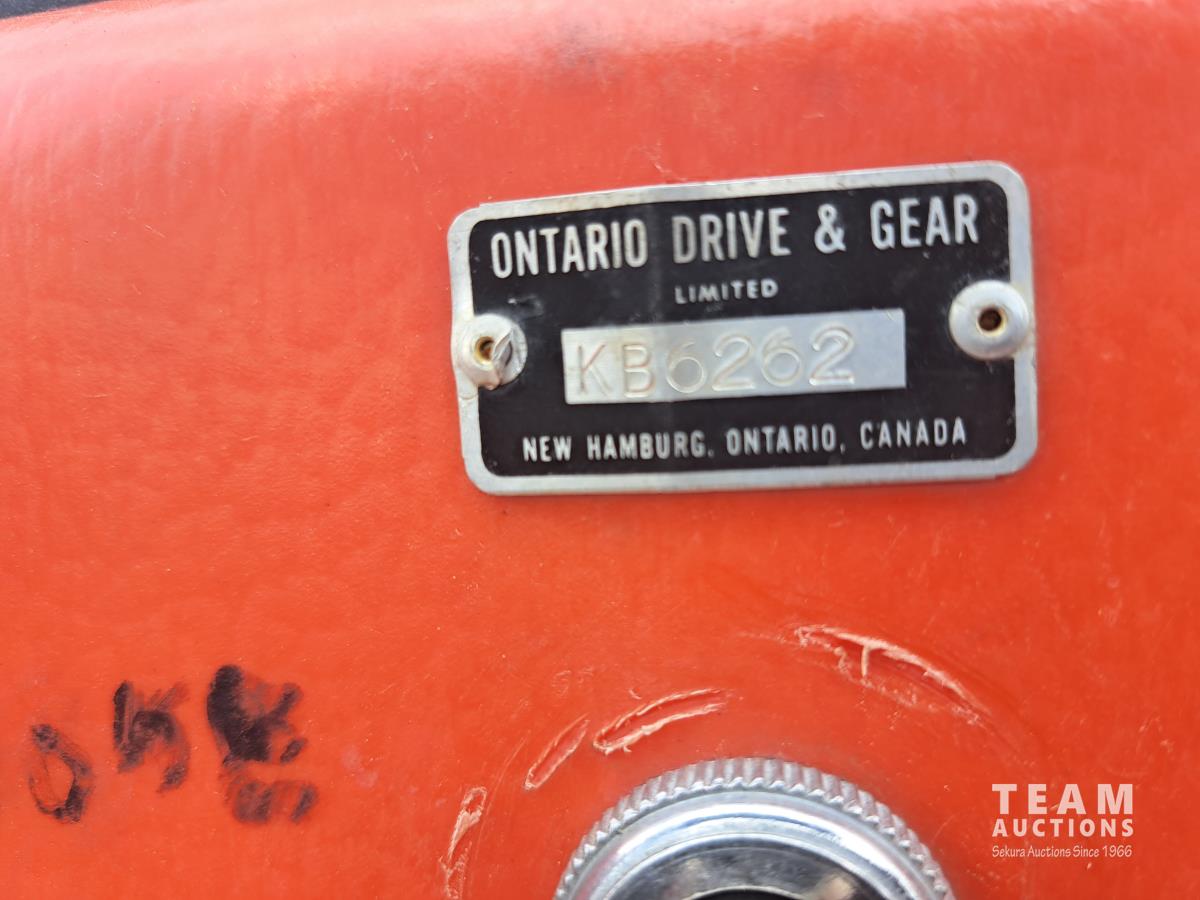 ONTARIO DRIVE & GEAR
LIMITED
KB6262
NEW HAMBURG, ONTARIO, CANADA
TEAM
AUCTIONS
Sekura Auctions Since 1966